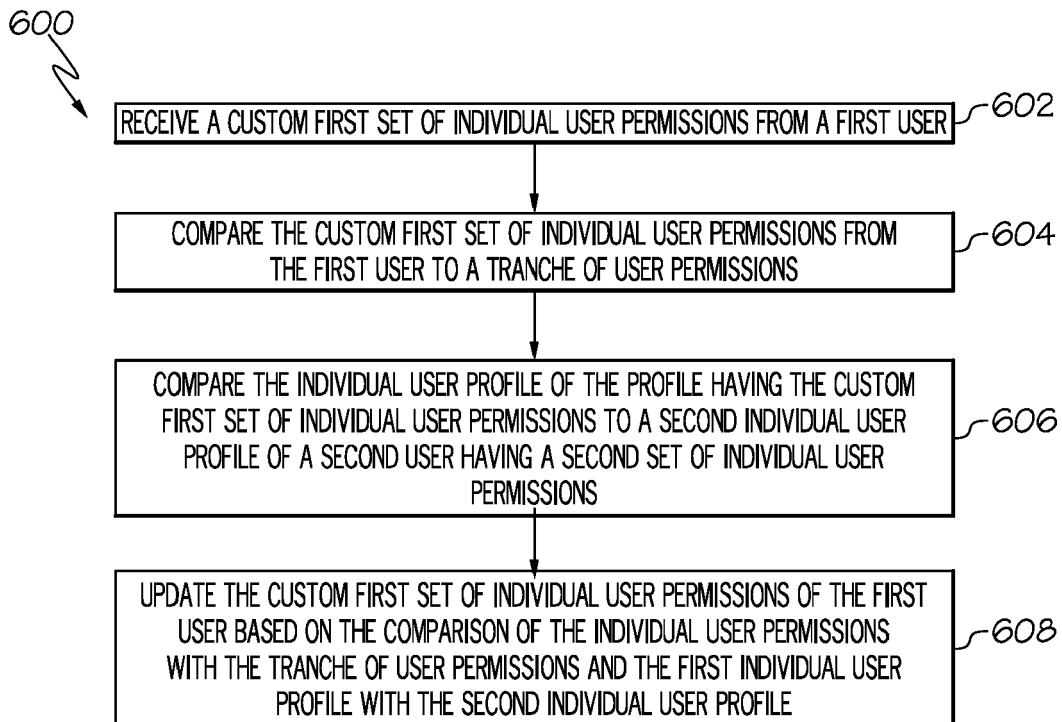 600
RECEIVE A CUSTOM FIRST SET OF INDIVIDUAL USER PERMISSIONS FROM A FIRST USER
602
COMPARE THE CUSTOM FIRST SET OF INDIVIDUAL USER PERMISSIONS FROM
THE FIRST USER TO A TRANCHE OF USER PERMISSIONS
604
COMPARE THE INDIVIDUAL USER PROFILE OF THE PROFILE HAVING THE CUSTOM
FIRST SET OF INDIVIDUAL USER PERMISSIONS TO A SECOND INDIVIDUAL USER
PROFILE OF A SECOND USER HAVING A SECOND SET OF INDIVIDUAL USER
PERMISSIONS
606
UPDATE THE CUSTOM FIRST SET OF INDIVIDUAL USER PERMISSIONS OF THE FIRST
USER BASED ON THE COMPARISON OF THE INDIVIDUAL USER PERMISSIONS
WITH THE TRANCHE OF USER PERMISSIONS AND THE FIRST INDIVIDUAL USER
PROFILE WITH THE SECOND INDIVIDUAL USER PROFILE
608